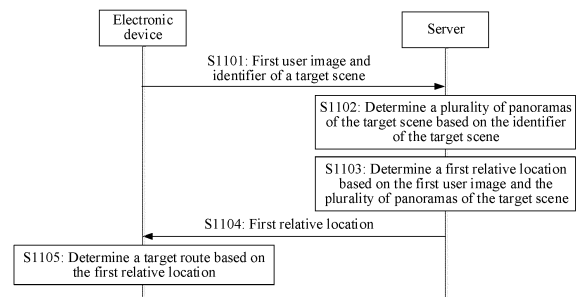 Electronic
device
Server
S1101: First user image and
identifier of a target scene
S1102: Determine a plurality of panoramas
of the target scene based on the identifier
of the target scene
S1103: Determine a first relative location
based on the first user image and the
plurality of panoramas of the target scene
S1104: First relative location
S1105: Determine a target route based on
the first relative location